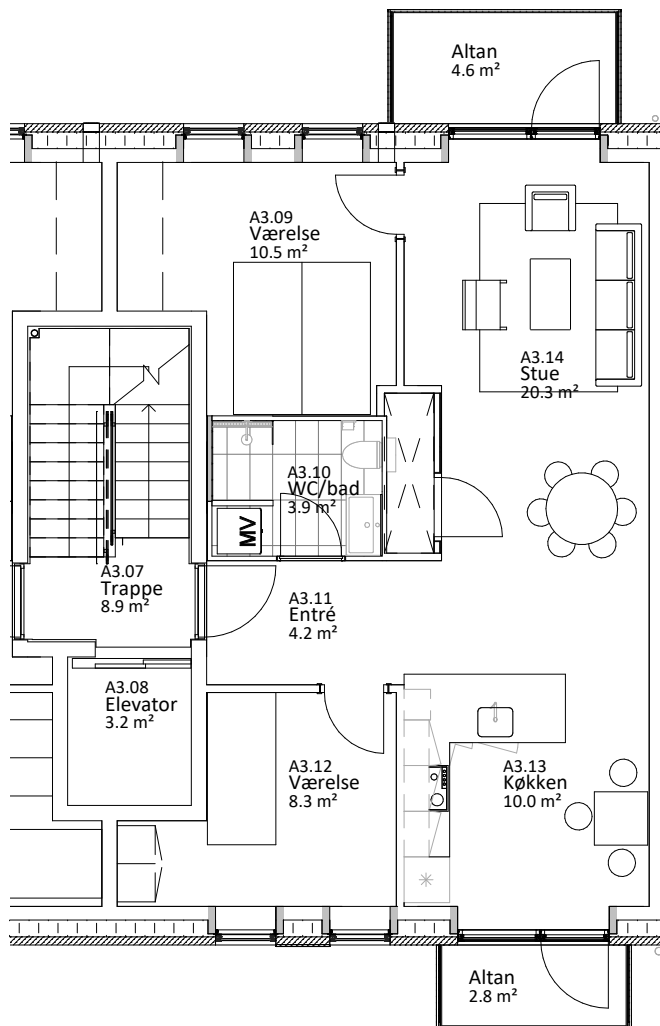 Altan
4.6 m²
A3.09
Værelse
10.5 m²
A3.14
Stue
20.3 m²
A3.10
WC/bad
3.9 m²
MV
A3.07
Trappe
8.9 m²
A3.11
Entré
4.2 m²
A3.08
Elevator
3.2 m²
A3.12
Værelse
8.3 m²
A3.13
Køkken
10.0 m²
Altan
2.8 m²